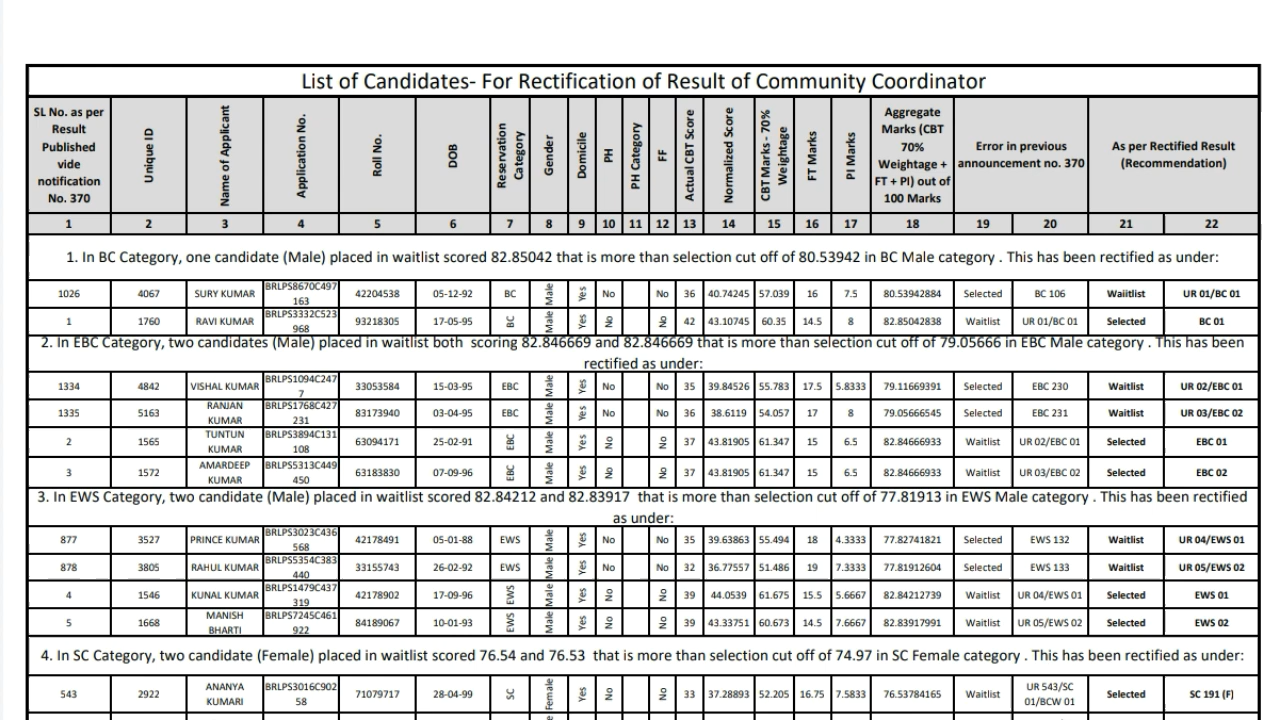 List of Candidates- For Rectification of Result of Community Coordinator
SL No. as per Result Published vide notification No. 370 Unique ID Name of Applicant Application No. Roll No. DOB Reservation Category Gender Domicile PH PH Category FF Actual CBT Score Normalized Score CBT Marks - 70% Weightage FT Marks PI Marks Aggregate Marks (CBT 70% Weightage + FT + PI) out of 100 Marks Error in previous announcement no. 370 As per Rectified Result (Recommendation)
1 2 3 4 5 6 7 8 9 10 11 12 13 14 15 16 17 18 19 20 21 22
1. In BC Category, one candidate (Male) placed in waitlist scored 82.85042 that is more than selection cut off of 80.53942 in BC Male category . This has been rectified as under:
1026 4067 SURY KUMAR BRLPS8670C497163 42204538 05-12-92 BC Male Yes No No 36 40.74245 57.039 16 7.5 80.53942884 Selected BC 106 Waiitlist UR 01/BC 01
1 1760 RAVI KUMAR BRLPS3332C523968 93218305 17-05-95 BC Male Yes No No 42 43.10745 60.35 14.5 8 82.85042838 Waitlist UR 01/BC 01 Selected BC 01
2. In EBC Category, two candidates (Male) placed in waitlist both scoring 82.846669 and 82.846669 that is more than selection cut off of 79.05666 in EBC Male category . This has been
rectified as under:
1334 4842 VISHAL KUMAR BRLPS1094C2477 33053584 15-03-95 EBC Male Yes No No 35 39.84526 55.783 17.5 5.8333 79.11669391 Selected EBC 230 Waitlist UR 02/EBC 01
1335 5163 RANJAN KUMAR BRLPS1768C427231 83173940 03-04-95 EBC Male Yes No No 36 38.6119 54.057 17 8 79.05666545 Selected EBC 231 Waitlist UR 03/EBC 02
2 1565 TUNTUN KUMAR BRLPS3894C131108 63094171 25-02-91 EBC Male Yes No No 37 43.81905 61.347 15 6.5 82.84666933 Waitlist UR 02/EBC 01 Selected EBC 01
3 1572 AMARDEEP KUMAR BRLPS5313C449450 63183830 07-09-96 EBC Male Yes No No 37 43.81905 61.347 15 6.5 82.84666933 Waitlist UR 03/EBC 02 Selected EBC 02
3. In EWS Category, two candidate (Male) placed in waitlist scored 82.84212 and 82.83917 that is more than selection cut off of 77.81913 in EWS Male category . This has been rectified
as under:
877 3527 PRINCE KUMAR BRLPS3023C436568 42178491 05-01-88 EWS Male Yes No No 35 39.63863 55.494 18 4.3333 77.82741821 Selected EWS 132 Waitlist UR 04/EWS 01
878 3805 RAHUL KUMAR BRLPS5354C383440 33155743 26-02-92 EWS Male Yes No No 32 36.77557 51.486 19 7.3333 77.81912604 Selected EWS 133 Waitlist UR 05/EWS 02
4 1546 KUNAL KUMAR BRLPS1479C437319 42178902 17-09-96 EWS Male Yes No No 39 44.0539 61.675 15.5 5.6667 82.84212739 Waitlist UR 04/EWS 01 Selected EWS 01
5 1668 MANISH BHARTI BRLPS7245C461922 84189067 10-01-93 EWS Male Yes No No 39 43.33751 60.673 14.5 7.6667 82.83917991 Waitlist UR 05/EWS 02 Selected EWS 02
4. In SC Category, two candidate (Female) placed in waitlist scored 76.54 and 76.53 that is more than selection cut off of 74.97 in SC Female category . This has been rectified as under:
543 2922 ANANYA KUMARI BRLPS3016C90258 71079717 28-04-99 SC Female Yes No No 33 37.28893 52.205 16.75 7.5833 76.53784165 Waitlist UR 543/SC 01/BCW 01 Selected SC 191 (F)